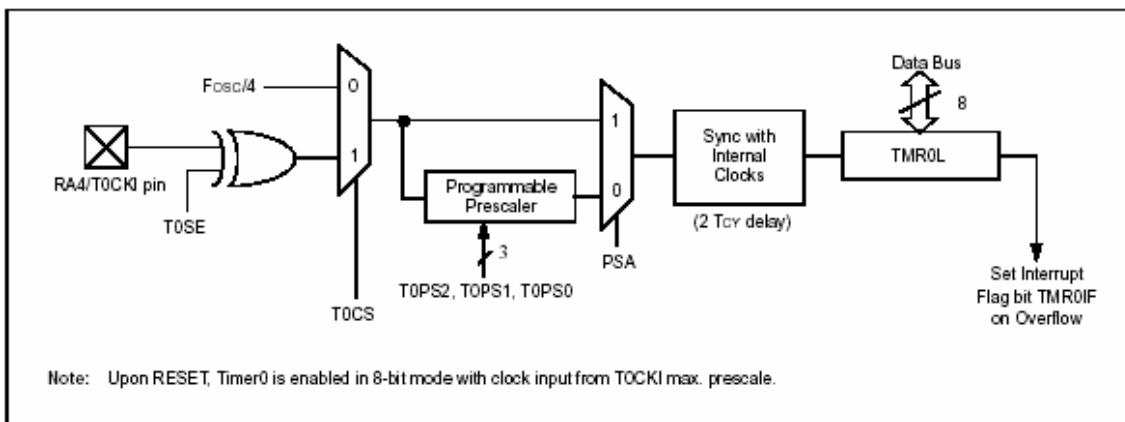 Data Bus
FOSC/4
0
8
1
1
Sync with
Internal
Clocks
TMR0L
RA4/T0CKI pin
Programmable
Prescaler
0
T0SE
(2 TCY delay)
3
PSA
T0PS2, T0PS1, T0PS0
T0CS
Set Interrupt
Flag bit TMR0IF
on Overflow
Note: Upon RESET, Timer0 is enabled in 8-bit mode with clock input from T0CKI max. prescale.